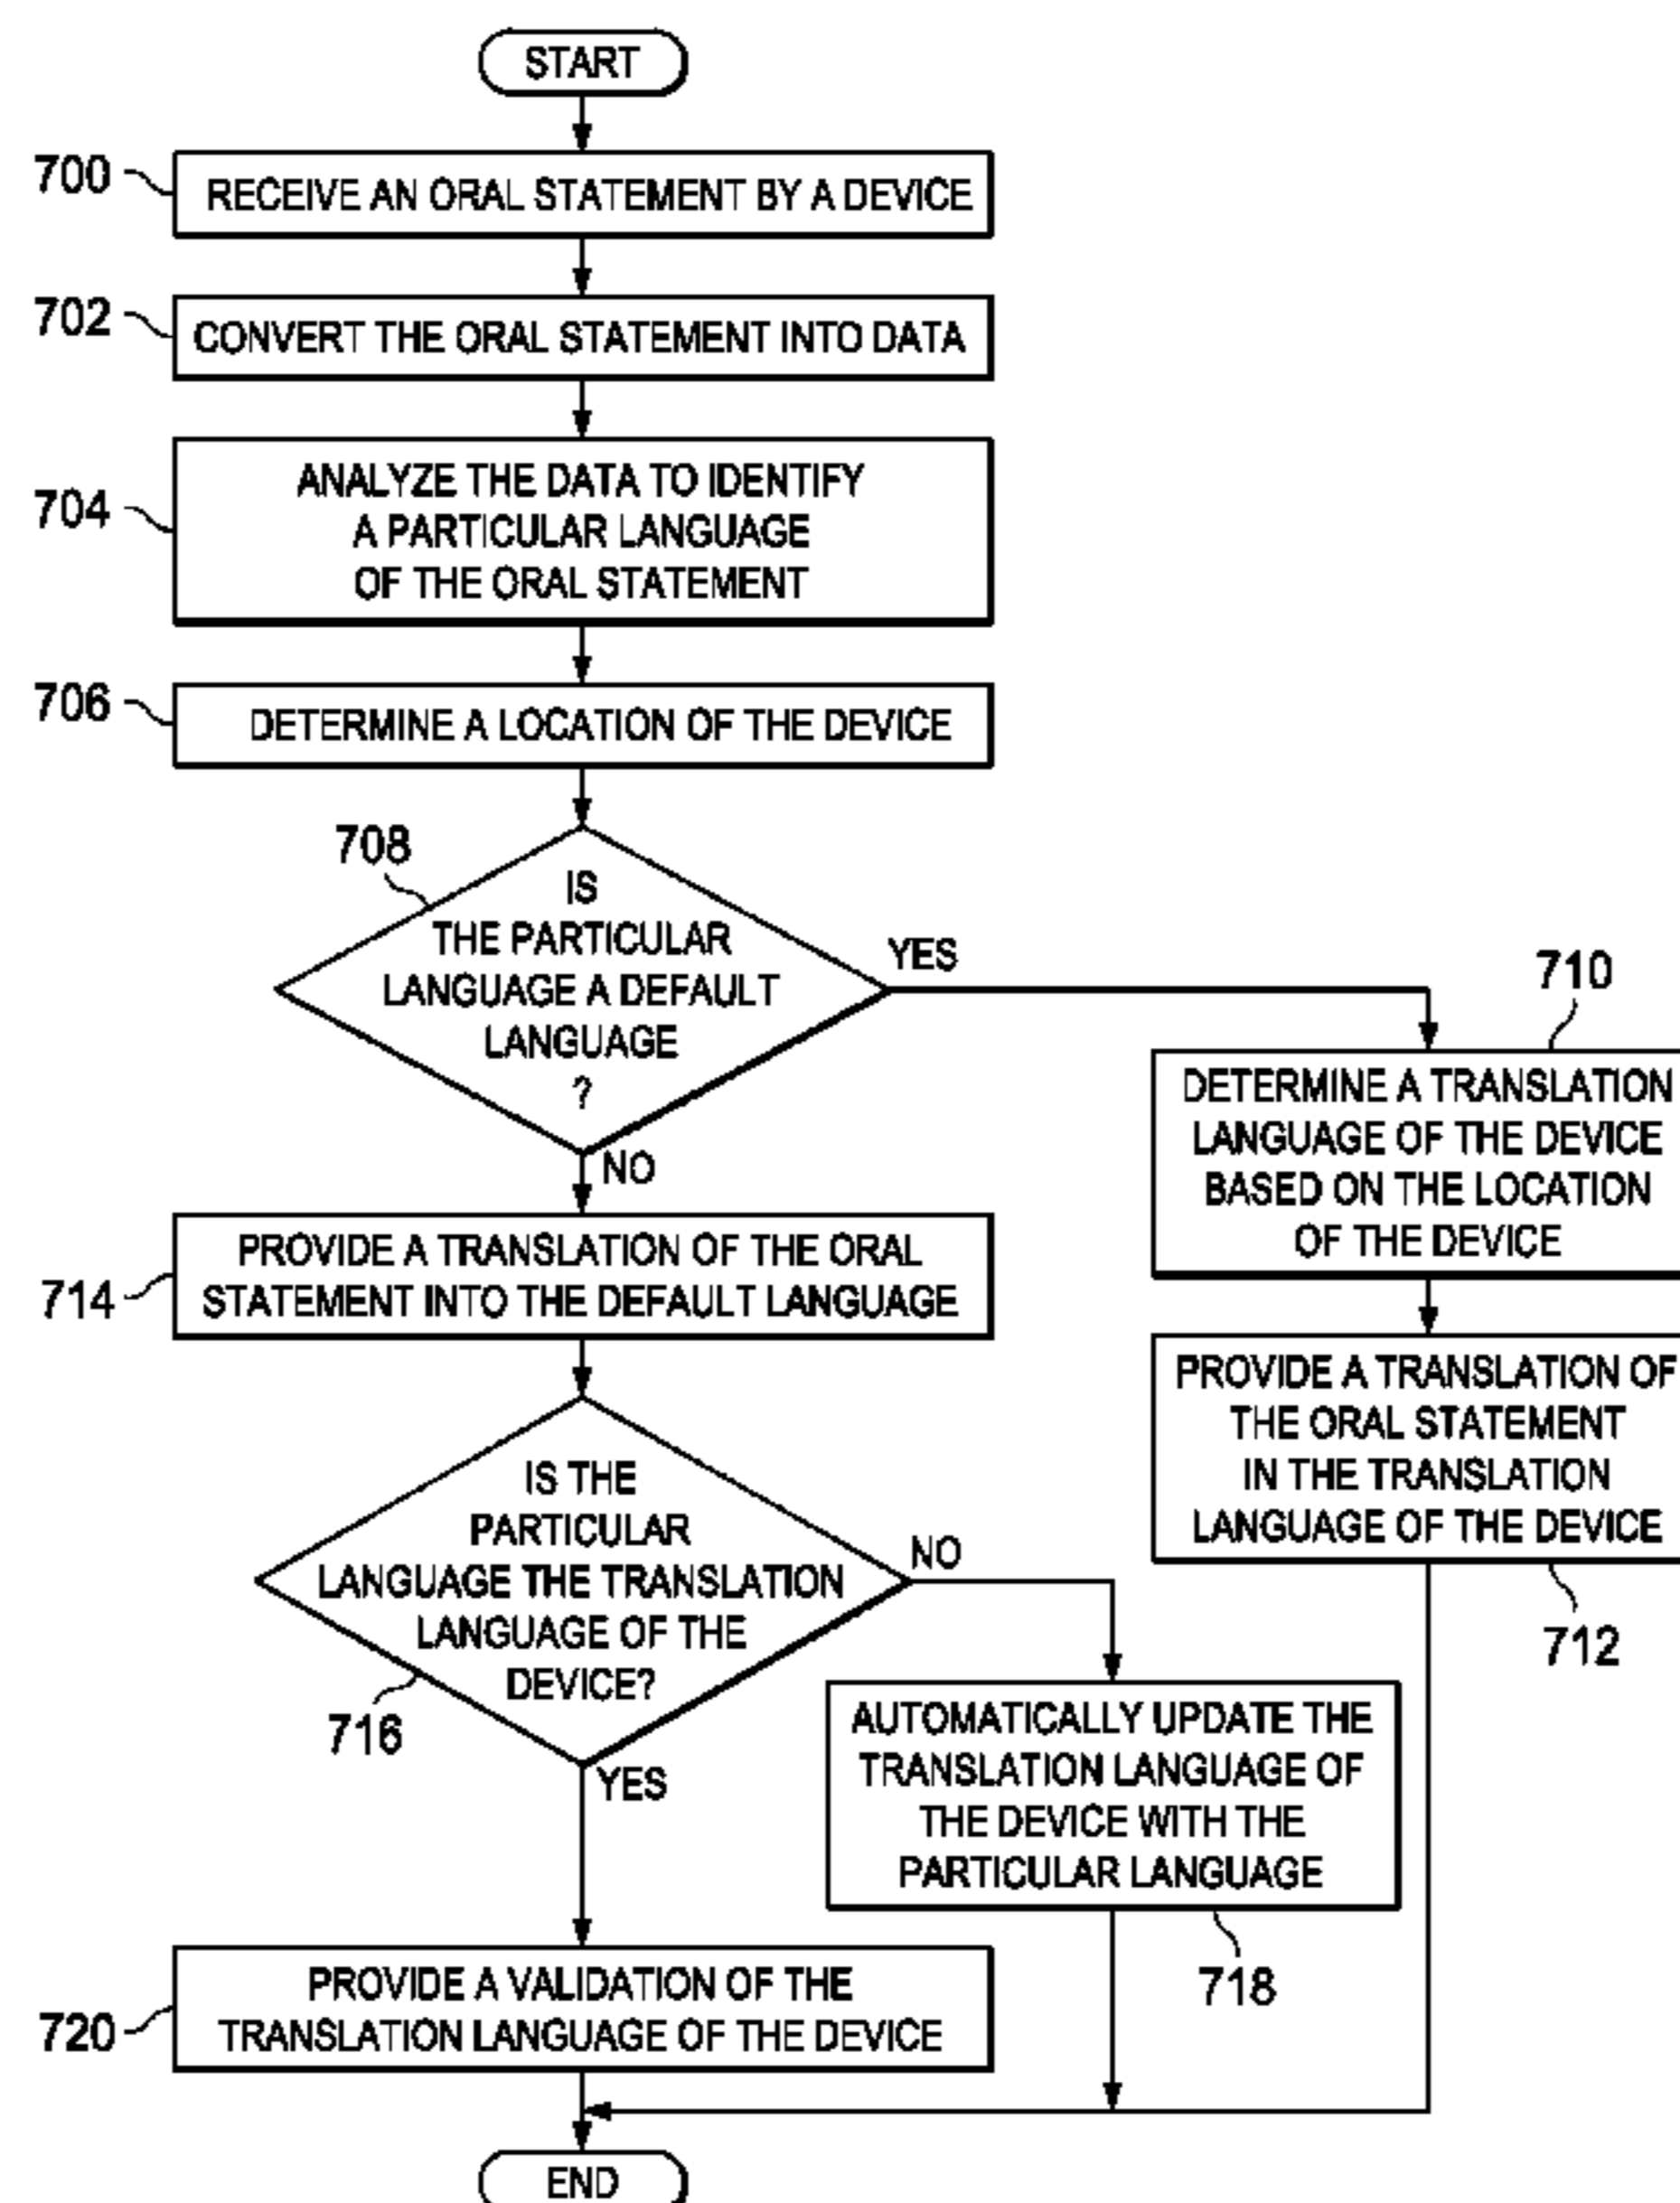 START
700
RECEIVE AN ORAL STATEMENT BY A DEVICE
702
CONVERT THE ORAL STATEMENT INTO DATA
704
ANALYZE THE DATA TO IDENTIFY
A PARTICULAR LANGUAGE
OF THE ORAL STATEMENT
706
DETERMINE A LOCATION OF THE DEVICE
708
IS
THE PARTICULAR
LANGUAGE A DEFAULT
LANGUAGE
?
YES
NO
710
DETERMINE A TRANSLATION
LANGUAGE OF THE DEVICE
BASED ON THE LOCATION
OF THE DEVICE
PROVIDE A TRANSLATION OF
THE ORAL STATEMENT
IN THE TRANSLATION
LANGUAGE OF THE DEVICE
712
714
PROVIDE A TRANSLATION OF THE ORAL
STATEMENT INTO THE DEFAULT LANGUAGE
IS THE
PARTICULAR
LANGUAGE THE TRANSLATION
LANGUAGE OF THE
DEVICE?
716
NO
YES
AUTOMATICALLY UPDATE THE
TRANSLATION LANGUAGE OF
THE DEVICE WITH THE
PARTICULAR LANGUAGE
718
720
PROVIDE A VALIDATION OF THE
TRANSLATION LANGUAGE OF THE DEVICE
END